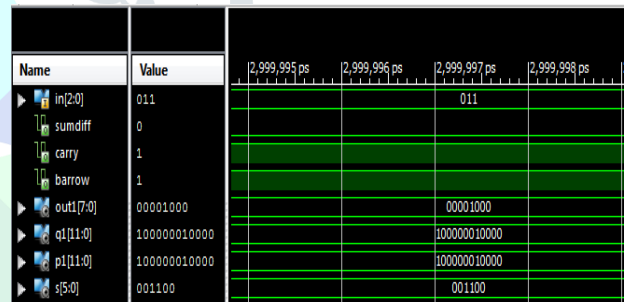 Name Value 2,999,995 ps 2,999,996 ps 2,999,997 ps 2,999,998 ps
in[2:0] 011 011
sumdiff 0
carry 1
barrow 1
out1[7:0] 00001000 00001000
q1[11:0] 100000010000 100000010000
p1[11:0] 100000010000 100000010000
s[5:0] 001100 001100